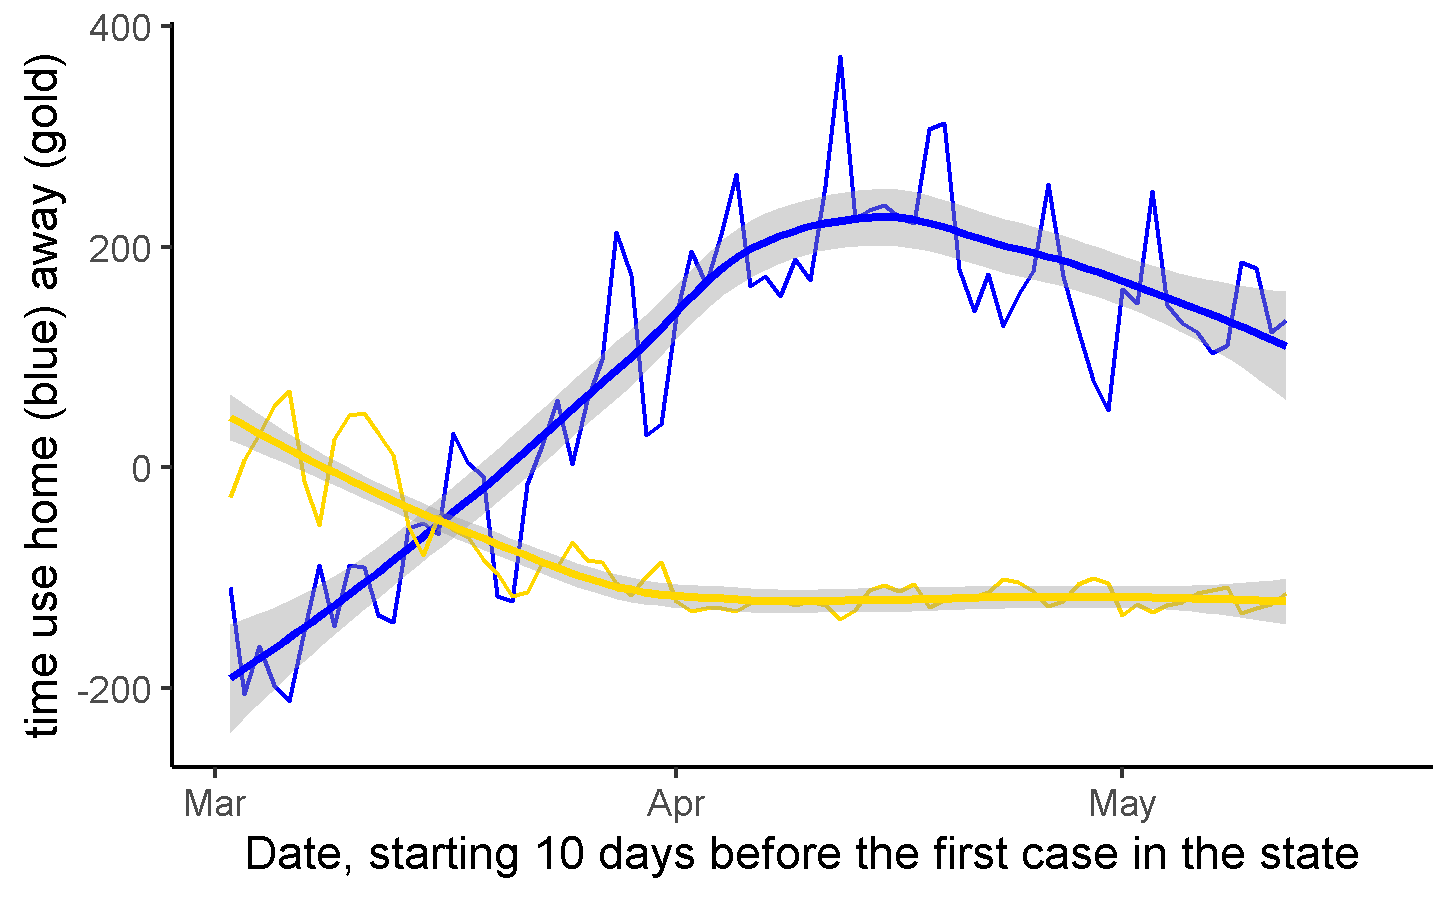 time use home (blue) away (gold)
400
200
0
-200
Mar
Apr
May
Date, starting 10 days before the first case in the state